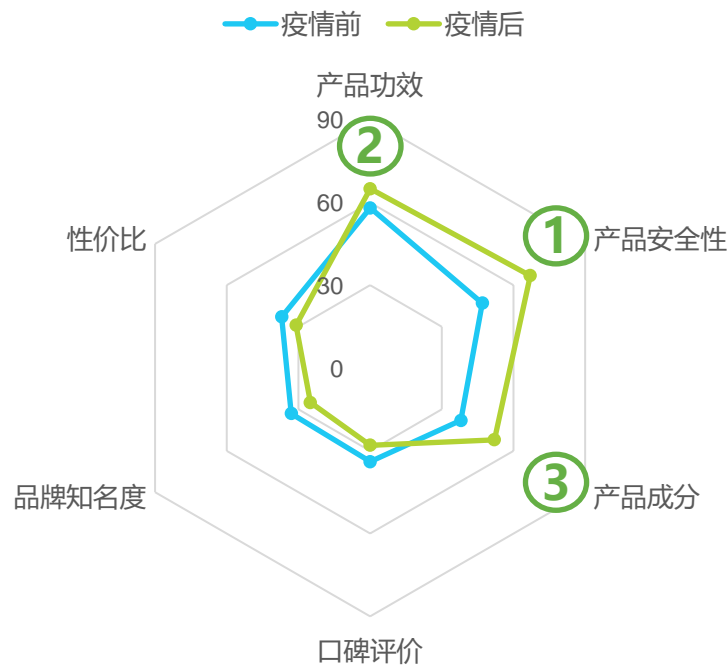 疫情前 疫情后
产品功效
90
2
60
30
0
性价比
1 产品安全性
品牌知名度
3 产品成分
口碑评价